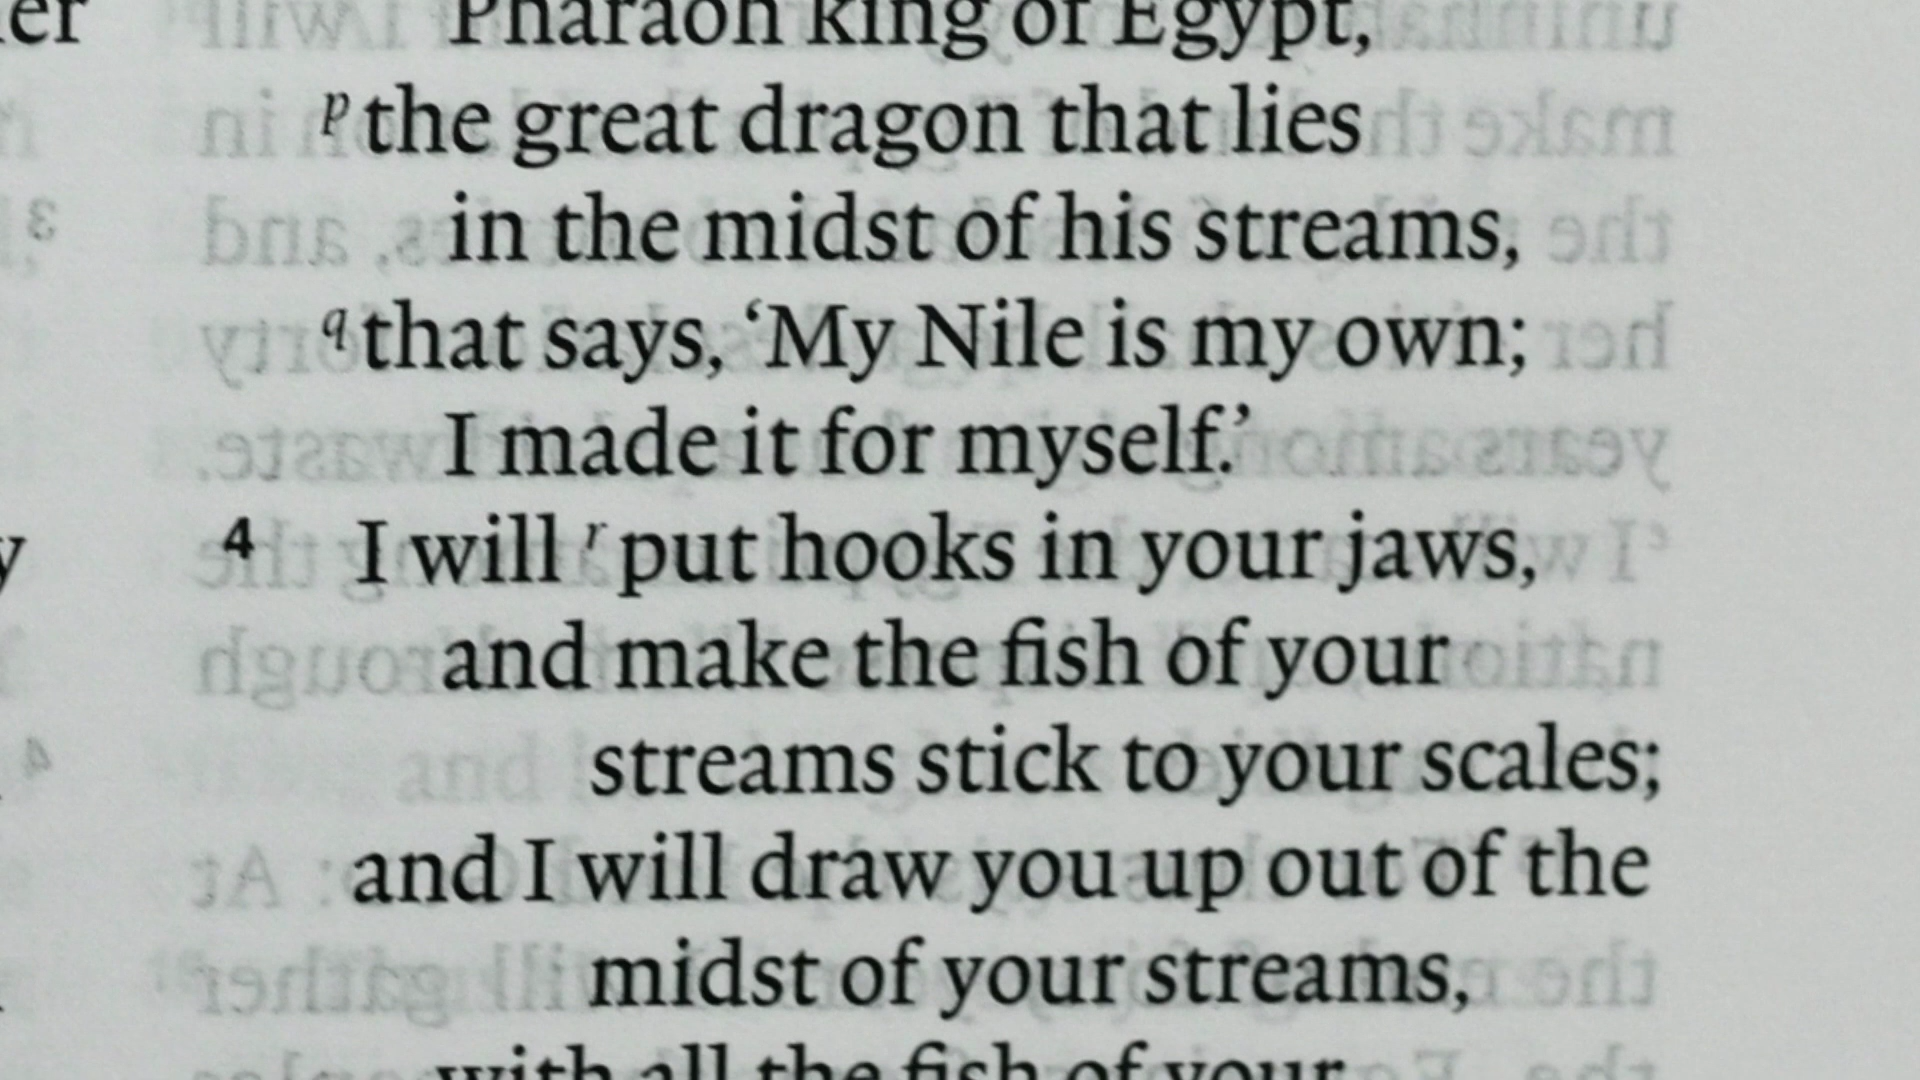 er
Pharaoh king of Egypt,
p the great dragon that lies
in the midst of his streams,
q that says, ‘My Nile is my own;
I made it for myself.’
4 I will r put hooks in your jaws,
and make the fish of your
streams stick to your scales;
and I will draw you up out of the
midst of your streams,
with all the fish of your